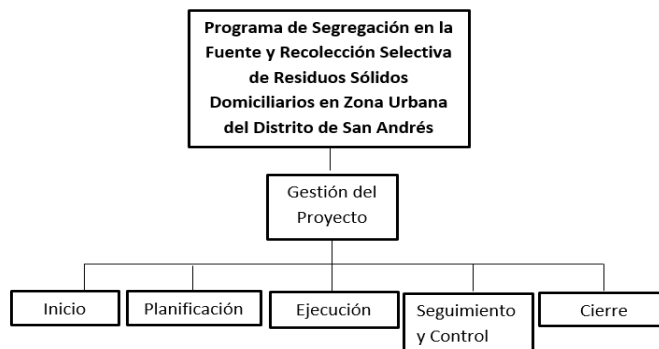 Programa de Segregación en la
Fuente y Recolección Selectiva
de Residuos Sólidos
Domiciliarios en Zona Urbana
del Distrito de San Andrés
Gestión del
Proyecto
Inicio
Planificación
Ejecución
Seguimiento
y Control
Cierre